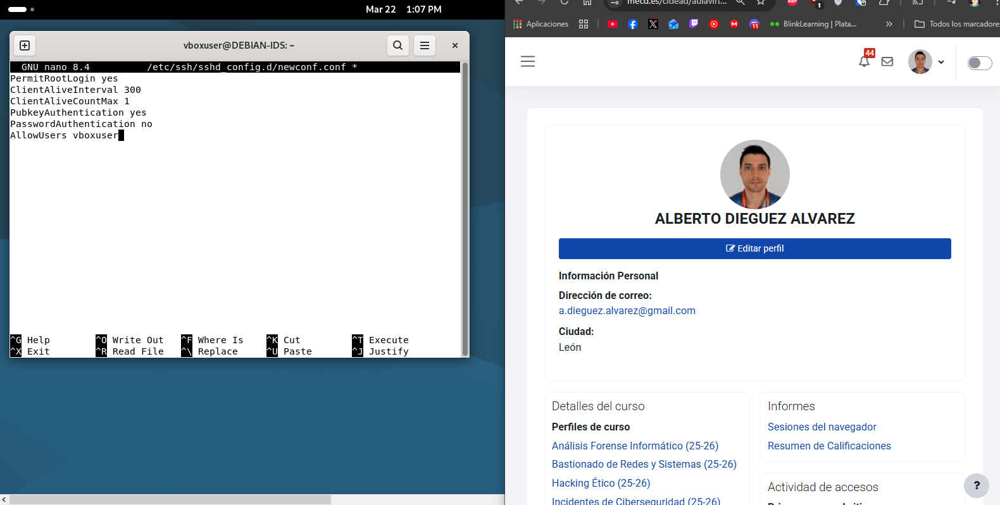 Mar 22 1:07 PM
vboxuser@DEBIAN-IDS: ~
GNU nano 8.4 /etc/ssh/sshd_config.d/newconf.conf *
PermitRootLogin yes
ClientAliveInterval 300
ClientAliveCountMax 1
PubkeyAuthentication yes
PasswordAuthentication no
AllowUsers vboxuser
^G Help ^O Write Out ^F Where Is ^K Cut ^T Execute
^X Exit ^R Read File ^\ Replace ^U Paste ^J Justify
mecd.es/cidead/aulavirt...
ABP
1
Aplicaciones
11
BlinkLearning | Plata...
Todos los marcadores
44
ALBERTO DIEGUEZ ALVAREZ
Editar perfil
Información Personal
Dirección de correo:
a.dieguez.alvarez@gmail.com
Ciudad:
León
Detalles del curso
Perfiles de curso
Análisis Forense Informático (25-26)
Bastionado de Redes y Sistemas (25-26)
Hacking Ético (25-26)
Incidentes de Ciberseguridad (25-26)
Informes
Sesiones del navegador
Resumen de Calificaciones
Actividad de accesos
?